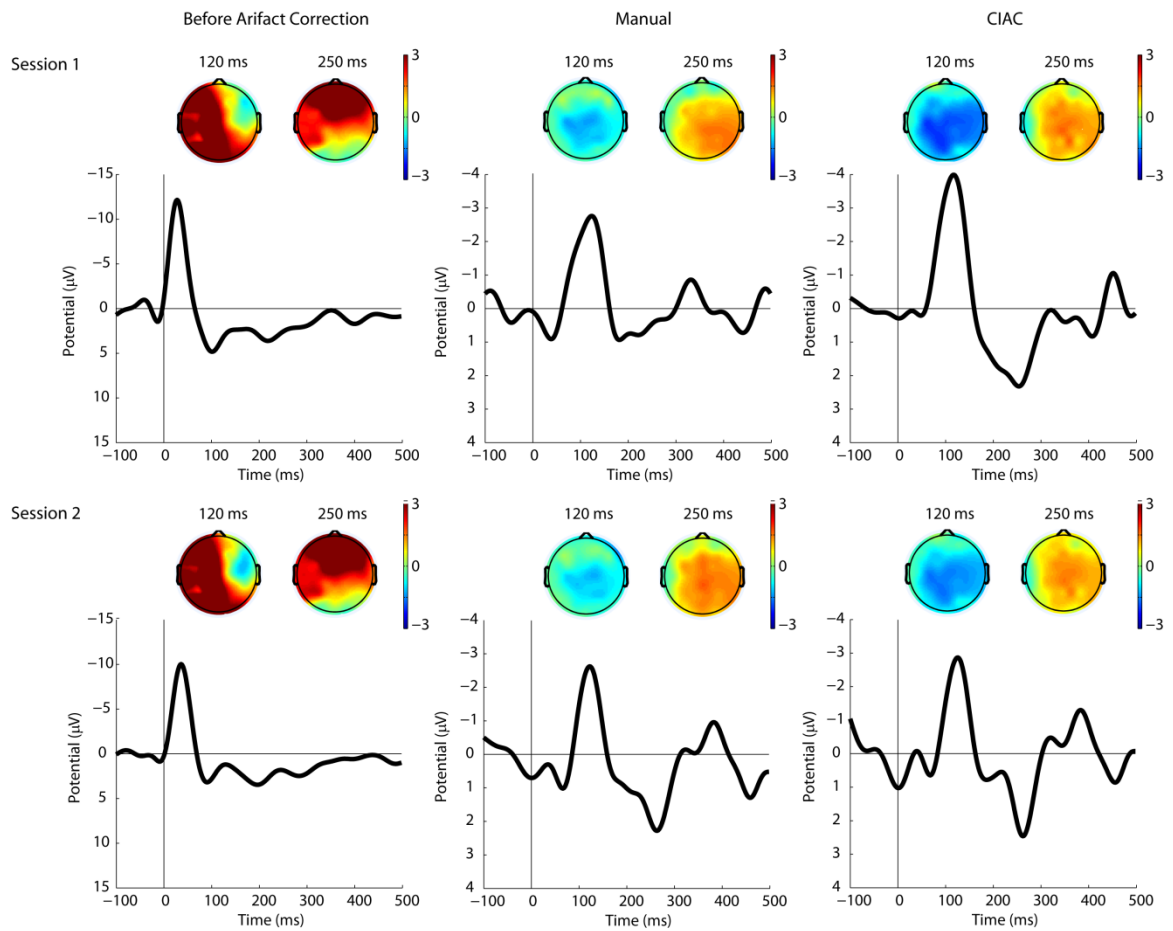 Before Arifact Correction
Manual
CIAC
Session 1
120 ms
250 ms
3
0
−3
120 ms
250 ms
3
0
−3
120 ms
250 ms
3
0
−3
Potential (µV)
−15
−10
−5
0
5
10
15
−100 0 100 200 300 400 500
Time (ms)
Potential (µV)
−4
−3
−2
−1
0
1
2
3
4
−100 0 100 200 300 400 500
Time (ms)
Potential (µV)
−4
−3
−2
−1
0
1
2
3
4
−100 0 100 200 300 400 500
Time (ms)
Session 2
120 ms
250 ms
3
0
−3
120 ms
250 ms
3
0
−3
120 ms
250 ms
3
0
−3
Potential (µV)
−15
−10
−5
0
5
10
15
−100 0 100 200 300 400 500
Time (ms)
Potential (µV)
−4
−3
−2
−1
0
1
2
3
4
−100 0 100 200 300 400 500
Time (ms)
Potential (µV)
−4
−3
−2
−1
0
1
2
3
4
−100 0 100 200 300 400 500
Time (ms)